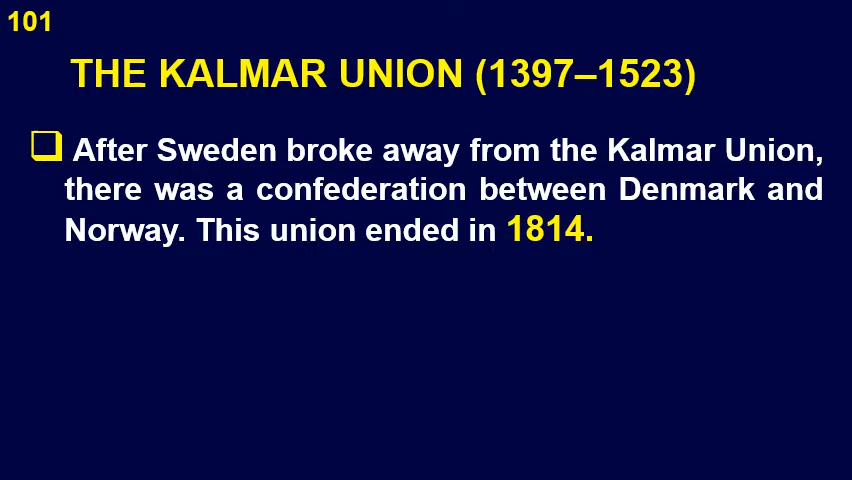 101
THE KALMAR UNION (1397–1523)
After Sweden broke away from the Kalmar Union,
there was a confederation between Denmark and
Norway. This union ended in 1814.